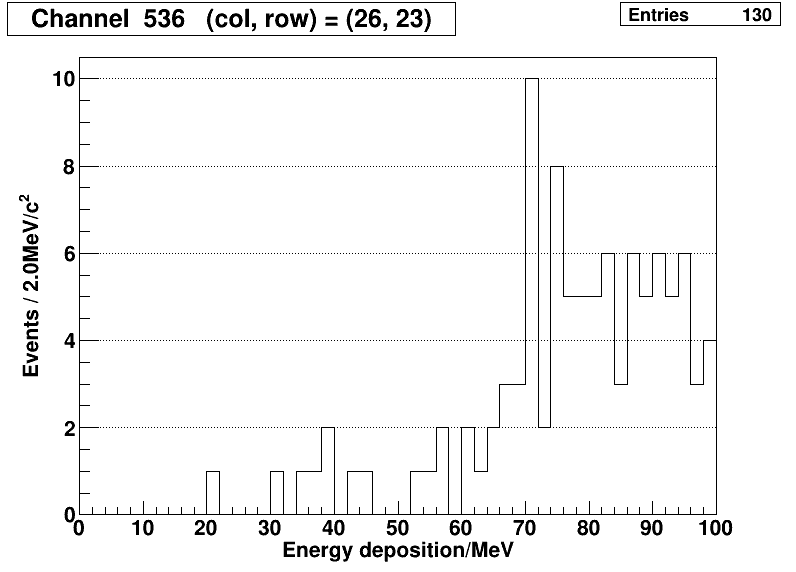 Channel 536 (col, row) = (26, 23)
Entries 130
Events / 2.0MeV/c²
10
8
6
4
2
0
0 10 20 30 40 50 60 70 80 90 100
Energy deposition/MeV